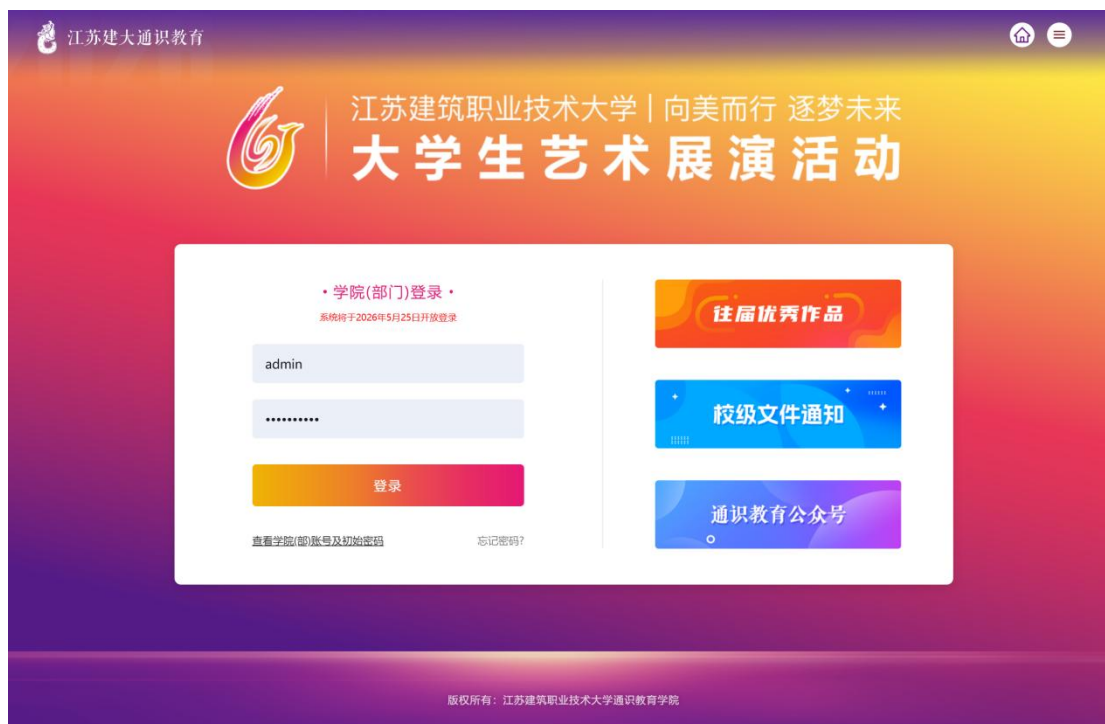 江苏建大通识教育
江苏建筑职业技术大学|向美而行 逐梦未来
大学生艺术展演活动
·学院(部门)登录·
系统将于2026年5月25日开放登录
admin
••••••••••
登录
查看学院(部)账号及初始密码
忘记密码?
往届优秀作品
校级文件通知
通识教育公众号
版权所有：江苏建筑职业技术大学通识教育学院